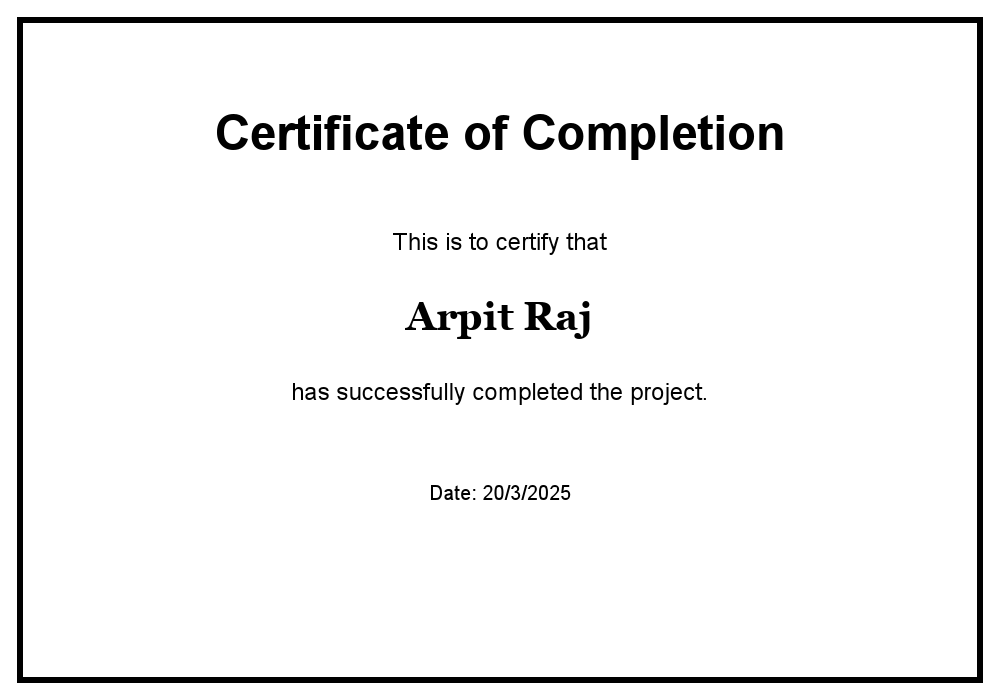 Certificate of Completion
This is to certify that
Arpit Raj
has successfully completed the project.
Date: 20/3/2025